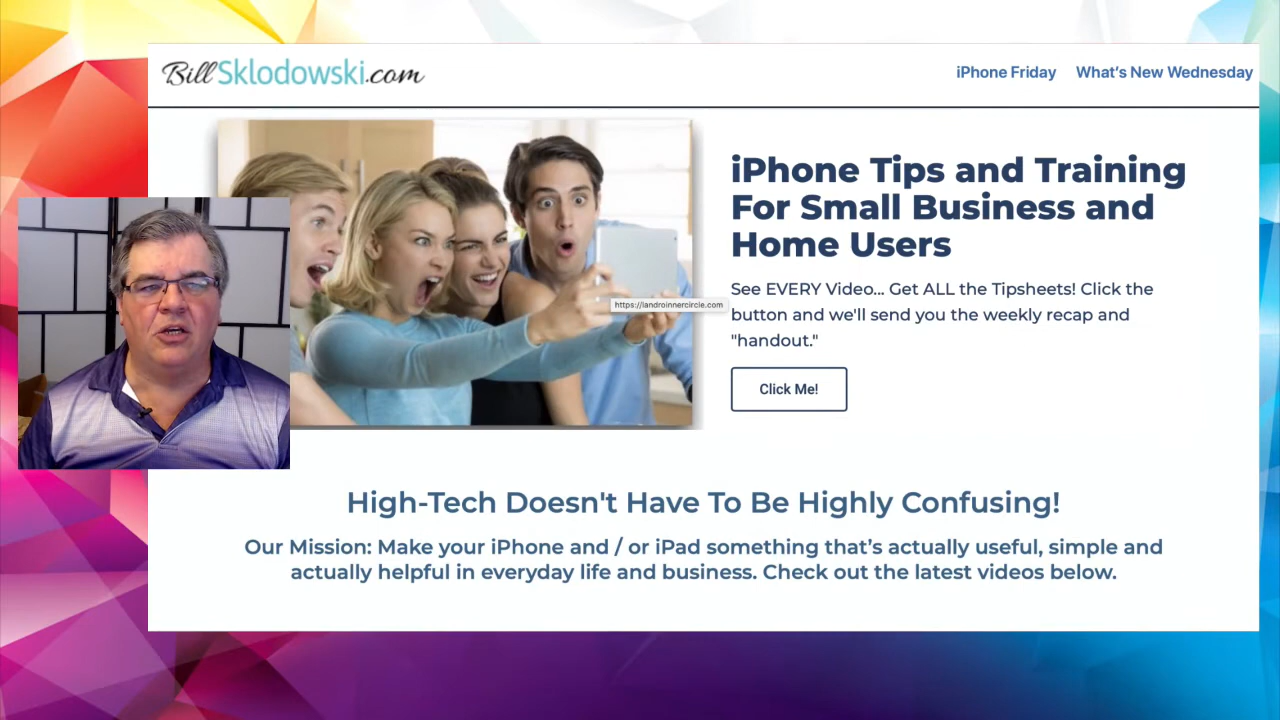 BillSklodowski.com
iPhone Friday
What's New Wednesday
iPhone Tips and Training
For Small Business and
Home Users
https://iandroinnercircle.com
See EVERY Video... Get ALL the Tipsheets! Click the
button and we'll send you the weekly recap and
"handout."
Click Me!
High-Tech Doesn't Have To Be Highly Confusing!
Our Mission: Make your iPhone and / or iPad something that's actually useful, simple and
actually helpful in everyday life and business. Check out the latest videos below.